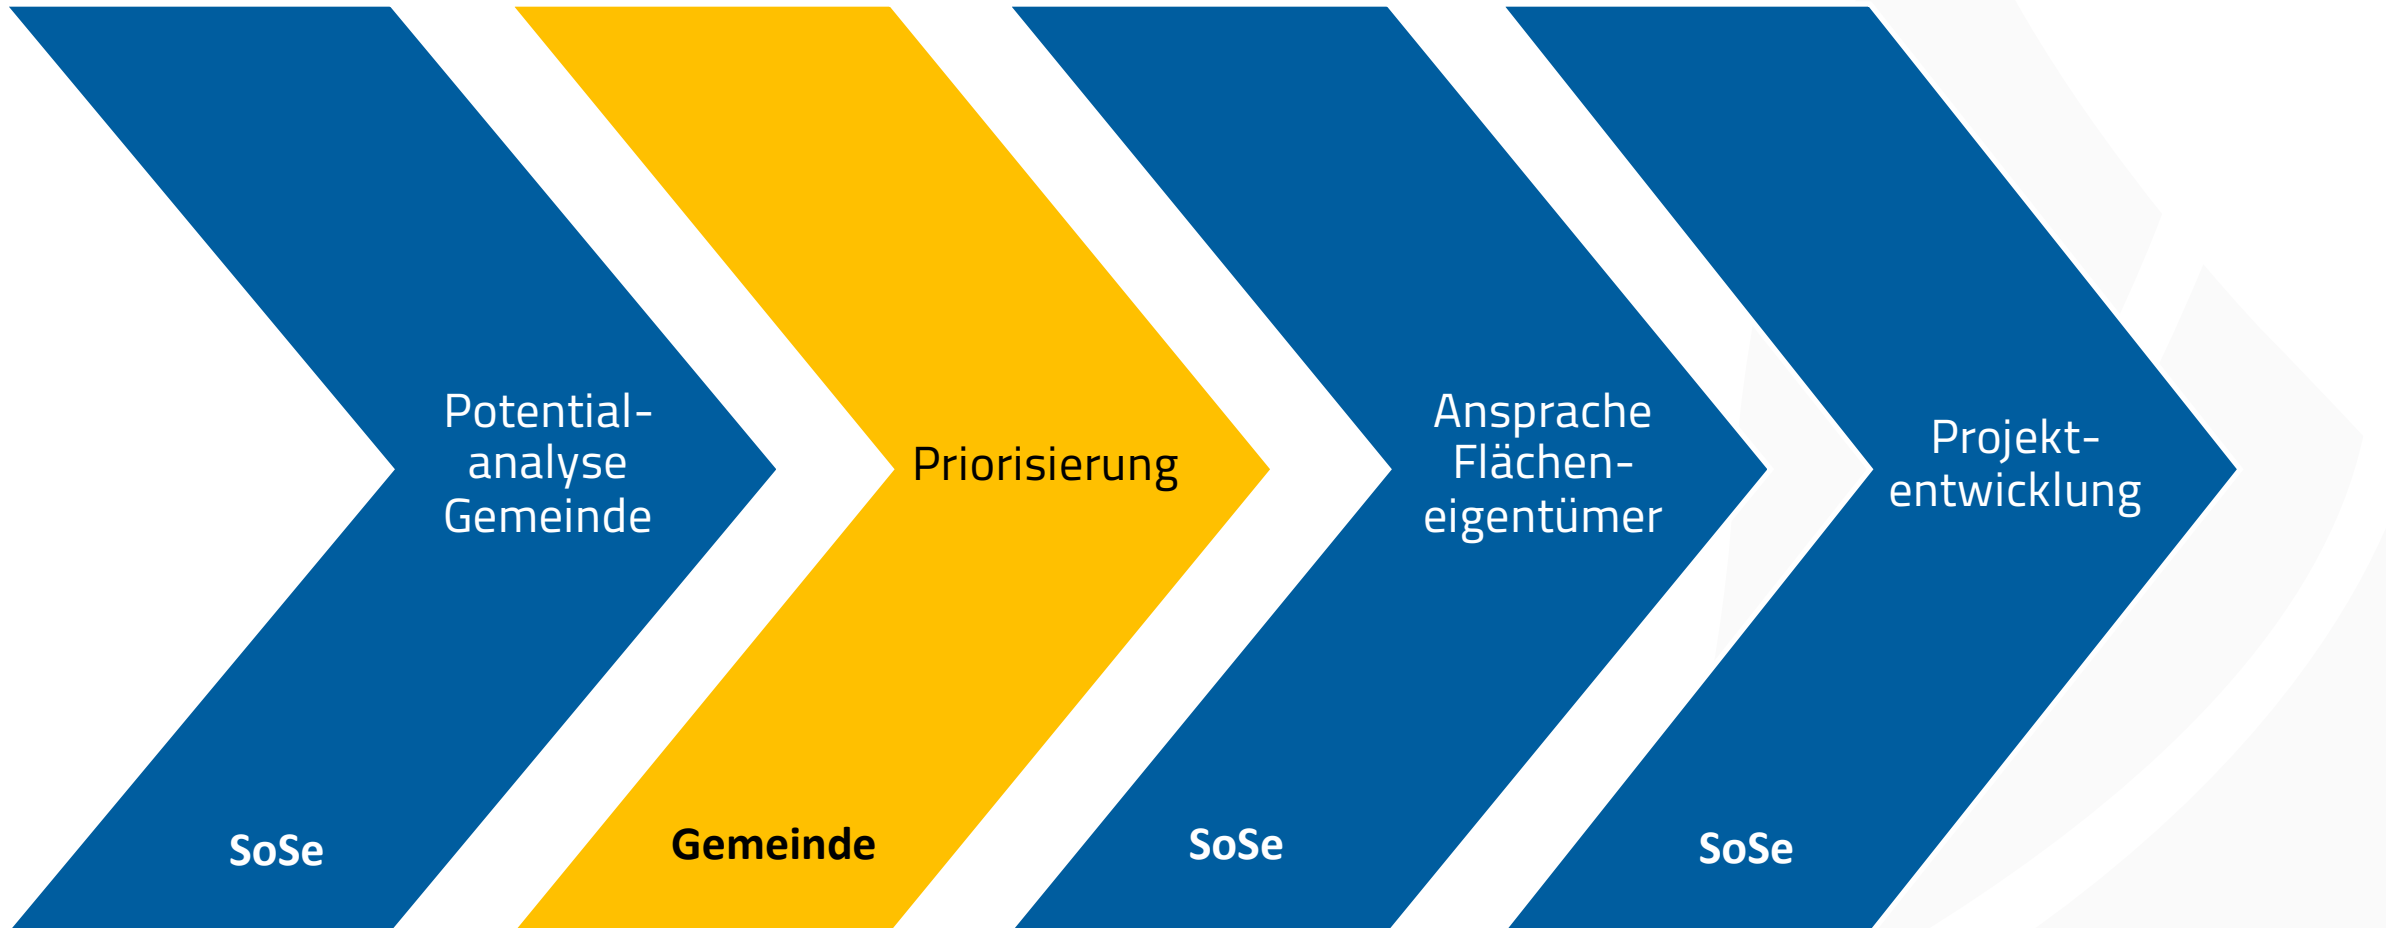 Potential-
analyse
Gemeinde
SoSe
Priorisierung
Gemeinde
Ansprache
Flächen-
eigentümer
SoSe
Projekt-
entwicklung
SoSe